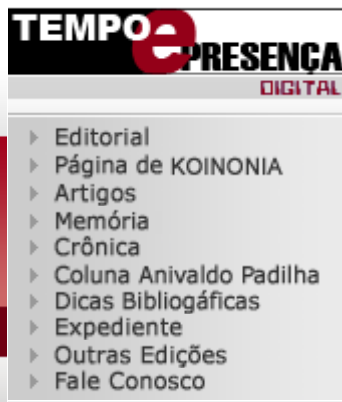 TEMPO e PRESENÇA
DIGITAL
Editorial
Página de KOINONIA
Artigos
Memória
Crônica
Coluna Anivaldo Padilha
Dicas Bibliogáficas
Expediente
Outras Edições
Fale Conosco